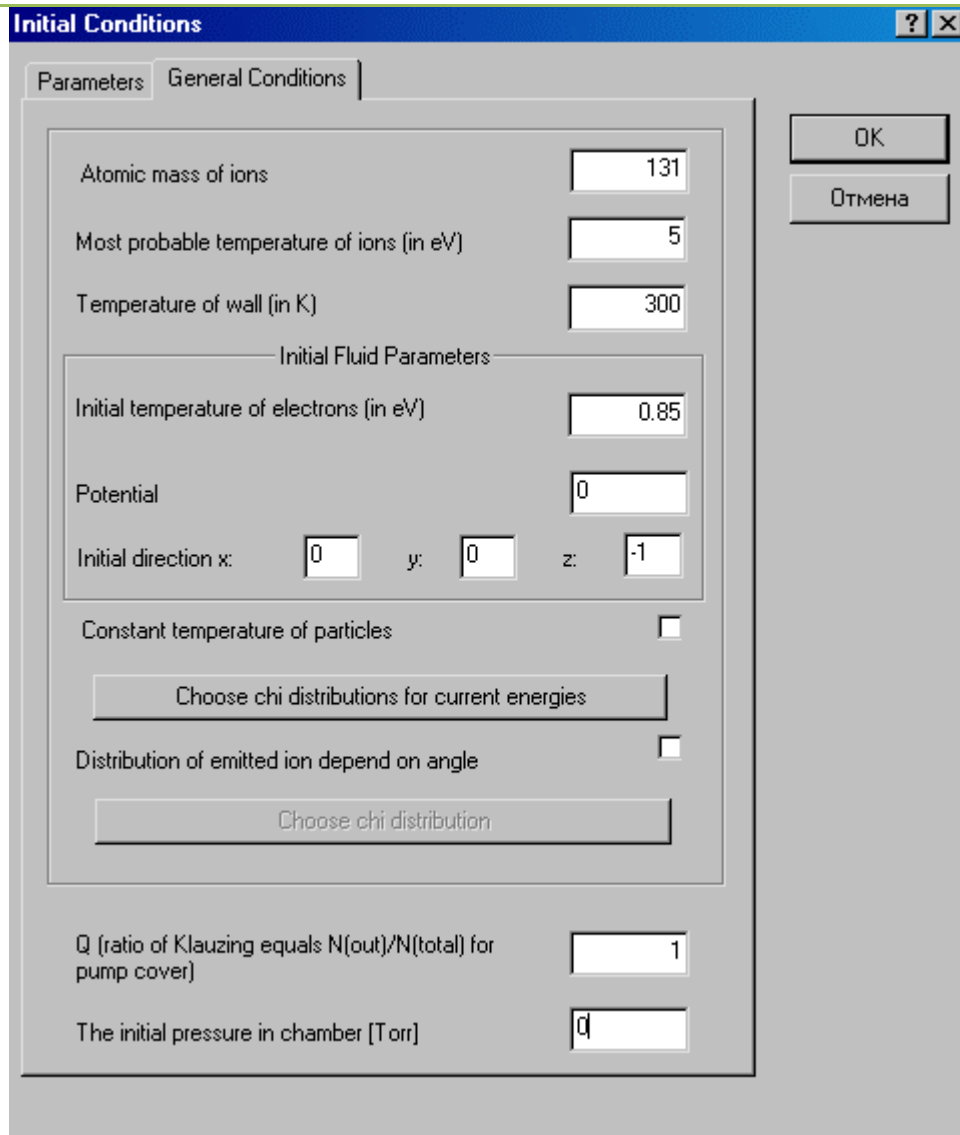 Initial Conditions
Parameters General Conditions
OK
Отмена
Atomic mass of ions 131
Most probable temperature of ions (in eV) 5
Temperature of wall (in K) 300
Initial Fluid Parameters
Initial temperature of electrons (in eV) 0.85
Potential 0
Initial direction x: 0 y: 0 z: -1
Constant temperature of particles
Choose chi distributions for current energies
Distribution of emitted ion depend on angle
Choose chi distribution
Q (ratio of Klauzing equals N(out)/N(total) for
pump cover) 1
The initial pressure in chamber [Torr] 0